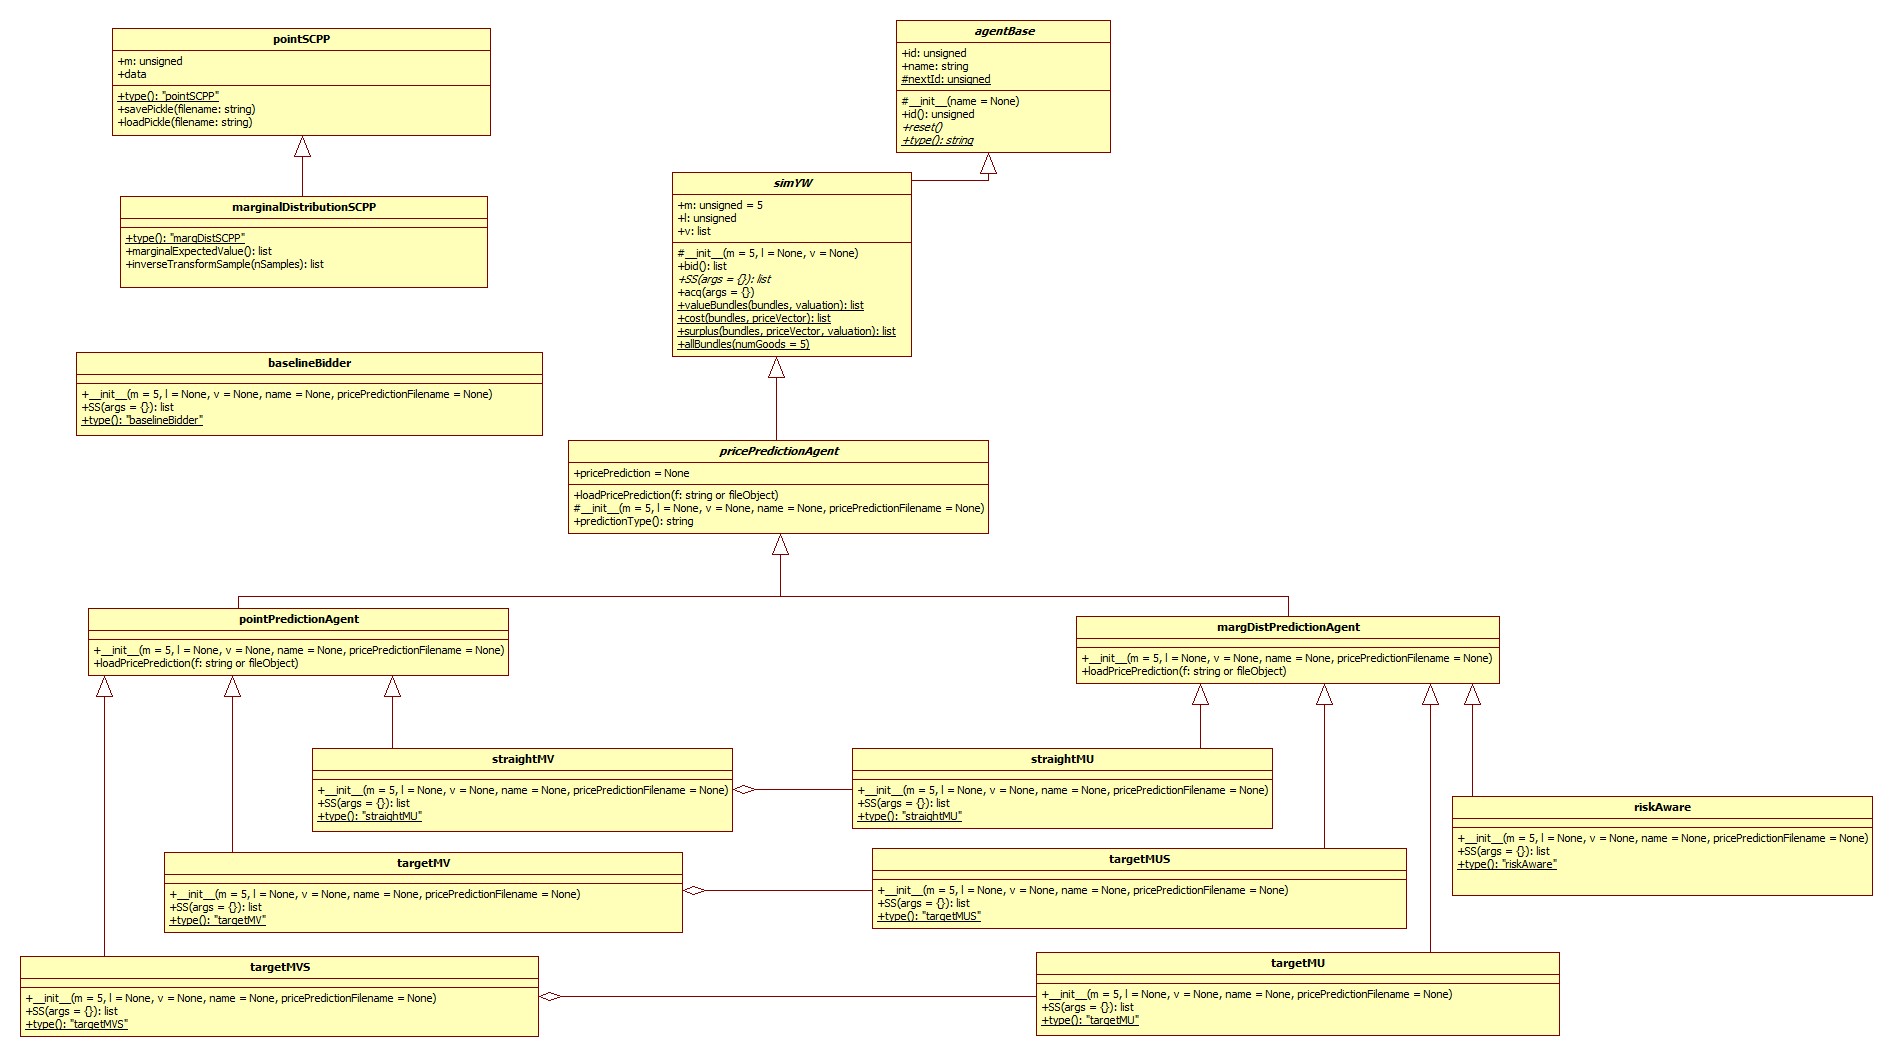 pointSCPP
+m: unsigned
+data
+type(): "pointSCPP"
+savePickle(filename: string)
+loadPickle(filename: string)
agentBase
+id: unsigned
+name: string
#nextId: unsigned
#__init__(name = None)
+id(): unsigned
+reset()
+type(): string
marginalDistributionSCPP
+type(): "margDistSCPP"
+marginalExpectedValue(): list
+inverseTransformSample(nSamples): list
simYW
+m: unsigned = 5
+l: unsigned
+v: list
#__init__(m = 5, l = None, v = None)
+bid(): list
+SS(args = {}): list
+acq(args = {})
+valueBundles(bundles, valuation): list
+cost(bundles, priceVector): list
+surplus(bundles, priceVector, valuation): list
+allBundles(numGoods = 5)
baselineBidder
+__init__(m = 5, l = None, v = None, name = None, pricePredictionFilename = None)
+SS(args = {}): list
+type(): "baselineBidder"
pricePredictionAgent
+pricePrediction = None
+loadPricePrediction(f: string or fileObject)
#__init__(m = 5, l = None, v = None, name = None, pricePredictionFilename = None)
+predictionType(): string
pointPredictionAgent
+__init__(m = 5, l = None, v = None, name = None, pricePredictionFilename = None)
+loadPricePrediction(f: string or fileObject)
margDistPredictionAgent
+__init__(m = 5, l = None, v = None, name = None, pricePredictionFilename = None)
+loadPricePrediction(f: string or fileObject)
straightMV
+__init__(m = 5, l = None, v = None, name = None, pricePredictionFilename = None)
+SS(args = {}): list
+type(): "straightMU"
straightMU
+__init__(m = 5, l = None, v = None, name = None, pricePredictionFilename = None)
+SS(args = {}): list
+type(): "straightMU"
riskAware
+__init__(m = 5, l = None, v = None, name = None, pricePredictionFilename = None)
+SS(args = {}): list
+type(): "riskAware"
targetMV
+__init__(m = 5, l = None, v = None, name = None, pricePredictionFilename = None)
+SS(args = {}): list
+type(): "targetMV"
targetMUS
+__init__(m = 5, l = None, v = None, name = None, pricePredictionFilename = None)
+SS(args = {}): list
+type(): "targetMUS"
targetMVS
+__init__(m = 5, l = None, v = None, name = None, pricePredictionFilename = None)
+SS(args = {}): list
+type(): "targetMVS"
targetMU
+__init__(m = 5, l = None, v = None, name = None, pricePredictionFilename = None)
+SS(args = {}): list
+type(): "targetMU"